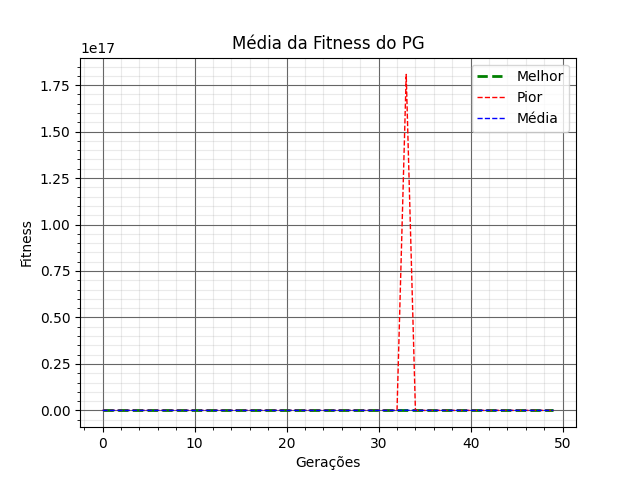 Média da Fitness do PG
1e17
Melhor
Pior
Média
1.75
1.50
1.25
1.00
0.75
0.50
0.25
0.00
Fitness
0 10 20 30 40 50
Gerações